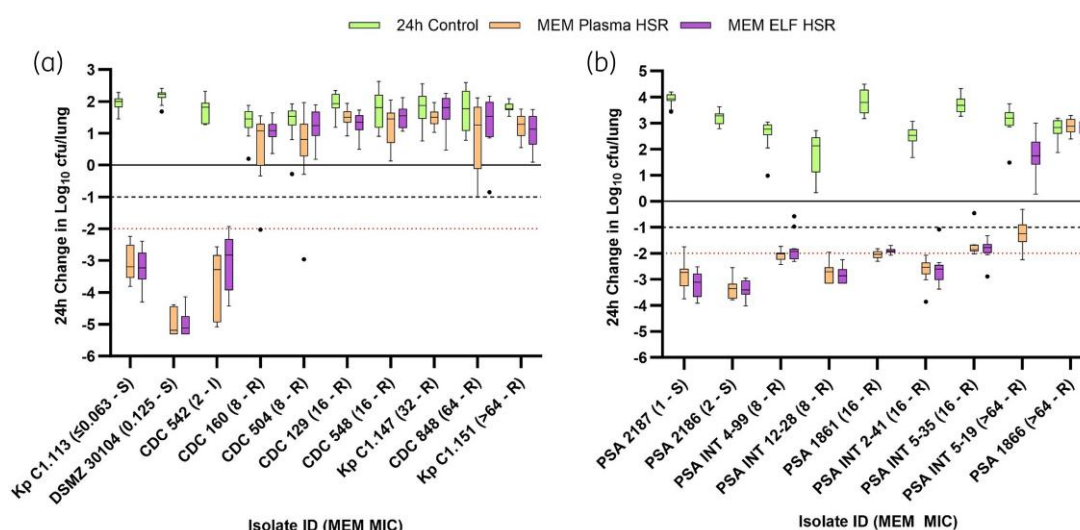 24h Control MEM Plasma HSR MEM ELF HSR
(a)
24h Change in Log10 cfu/lung
3
2
1
0
-1
-2
-3
-4
-5
-6
Kp C1.113 (≤0.063 - S)
DSMZ 30104 (0.125 - S)
CDC 542 (2 - I)
CDC 160 (8 - R)
CDC 504 (8 - R)
CDC 129 (16 - R)
CDC 548 (16 - R)
Kp C1.147 (32 - R)
CDC 848 (64 - R)
Kp C1.151 (>64 - R)
Isolate ID (MEM MIC)
(b)
24h Change in Log10 cfu/lung
5
4
3
2
1
0
-1
-2
-3
-4
-5
-6
PSA 2187 (1 - S)
PSA 2186 (2 - S)
PSA INT 4-99 (8 - R)
PSA INT 12-28 (8 - R)
PSA 1861 (16 - R)
PSA INT 2-41 (16 - R)
PSA INT 5-35 (16 - R)
PSA INT 5-19 (>64 - R)
PSA 1866 (>64 - R)
Isolate ID (MEM MIC)